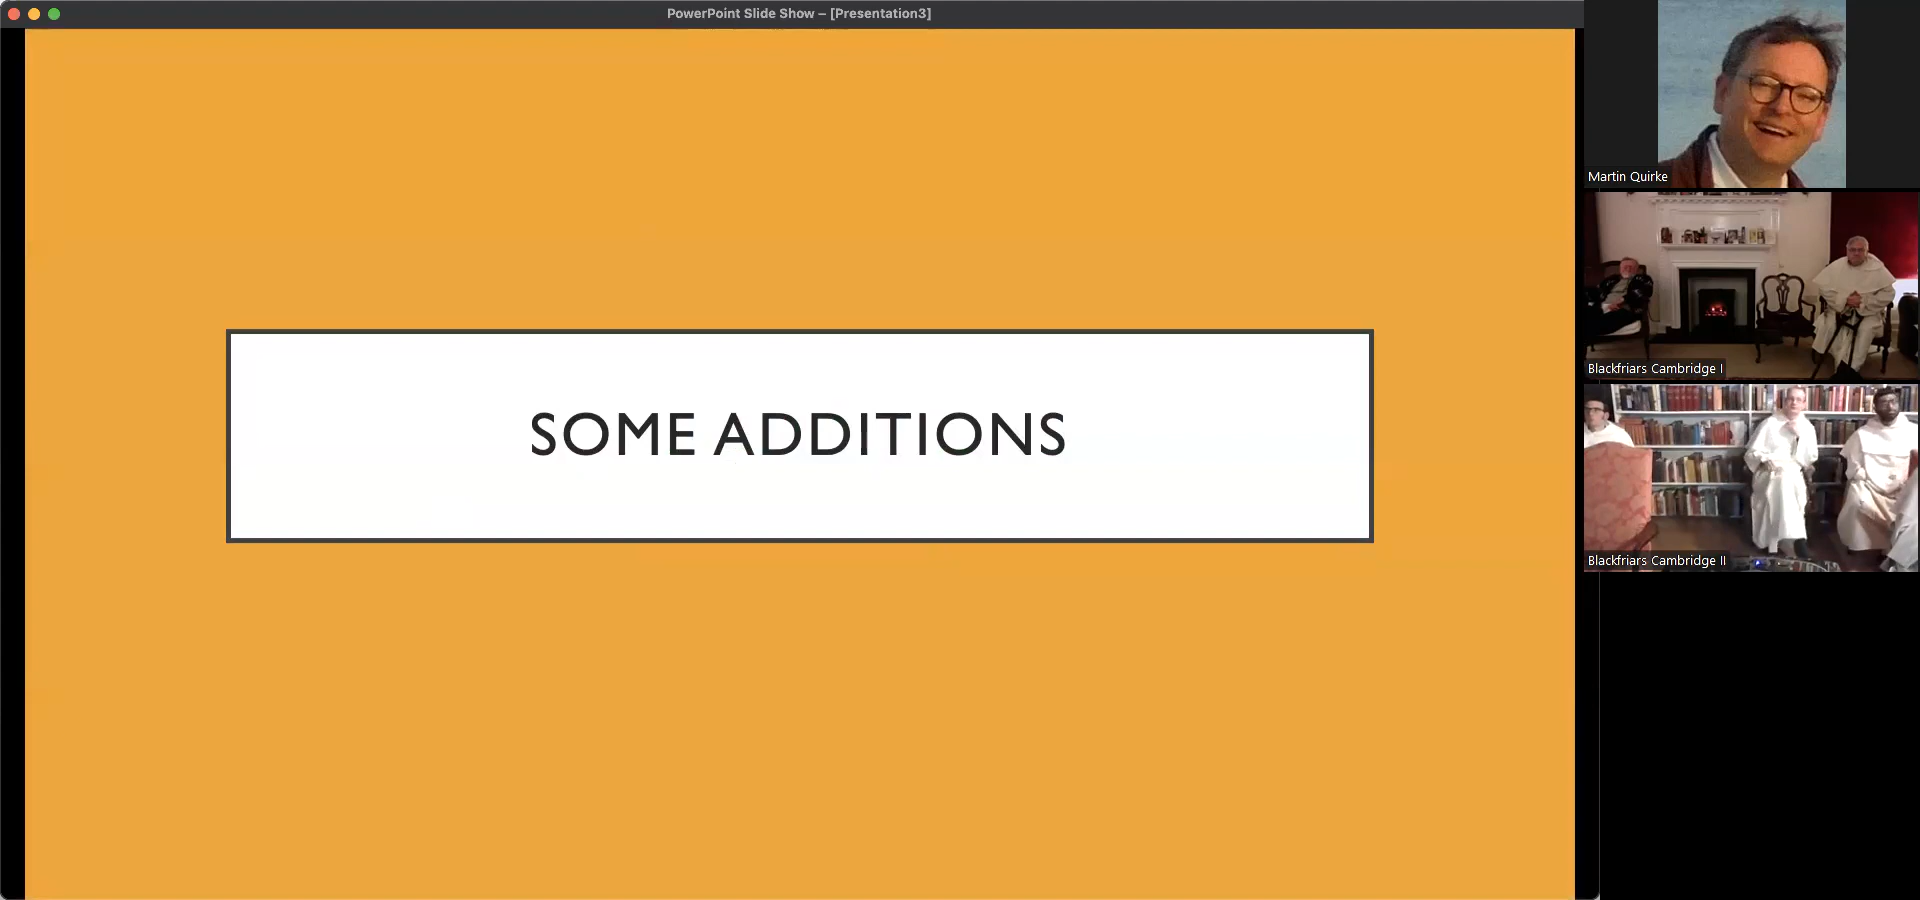 PowerPoint Slide Show – [Presentation3]
SOME ADDITIONS
Martin Quirke
Blackfriars Cambridge I
Blackfriars Cambridge II